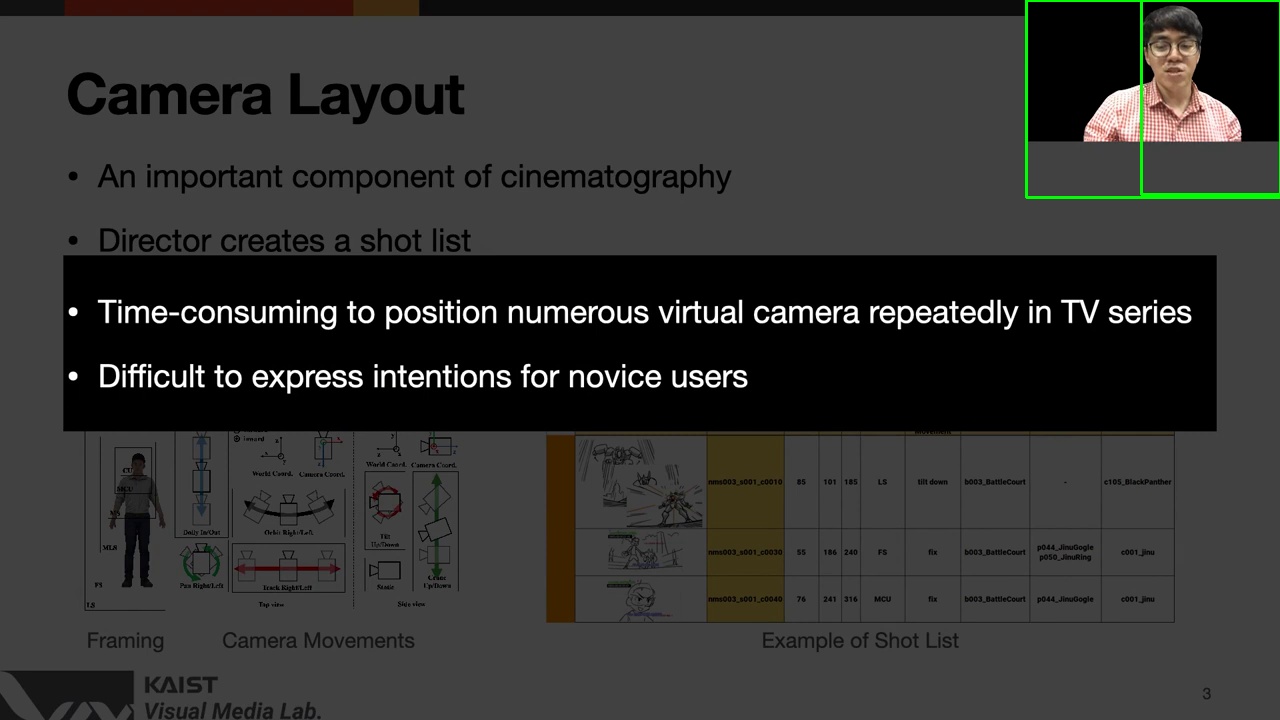 Camera Layout
• An important component of cinematography
• Director creates a shot list
• Time-consuming to position numerous virtual camera repeatedly in TV series
• Difficult to express intentions for novice users
World Coord. Camera Coord.
World Coord. Camera Coord.
CU
MCU
MLS
FS
LS
Dolly In/Out
Orbit Right/Left
Tilt Up/Down
Pan Right/Left
Track Right/Left
Static
Crane Up/Down
Top view
Side view
nms003_s001_c0010 85 101 185 LS tilt down b003_BattleCourt - c105_BlackPanther
nms003_s001_c0030 55 186 240 FS fix b003_BattleCourt p044_JinuGogle p050_JinuRing c001_jinu
nms003_s001_c0040 76 241 316 MCU fix b003_BattleCourt p044_JinuGogle c001_jinu
Framing
Camera Movements
Example of Shot List
KAIST
Visual Media Lab.
3